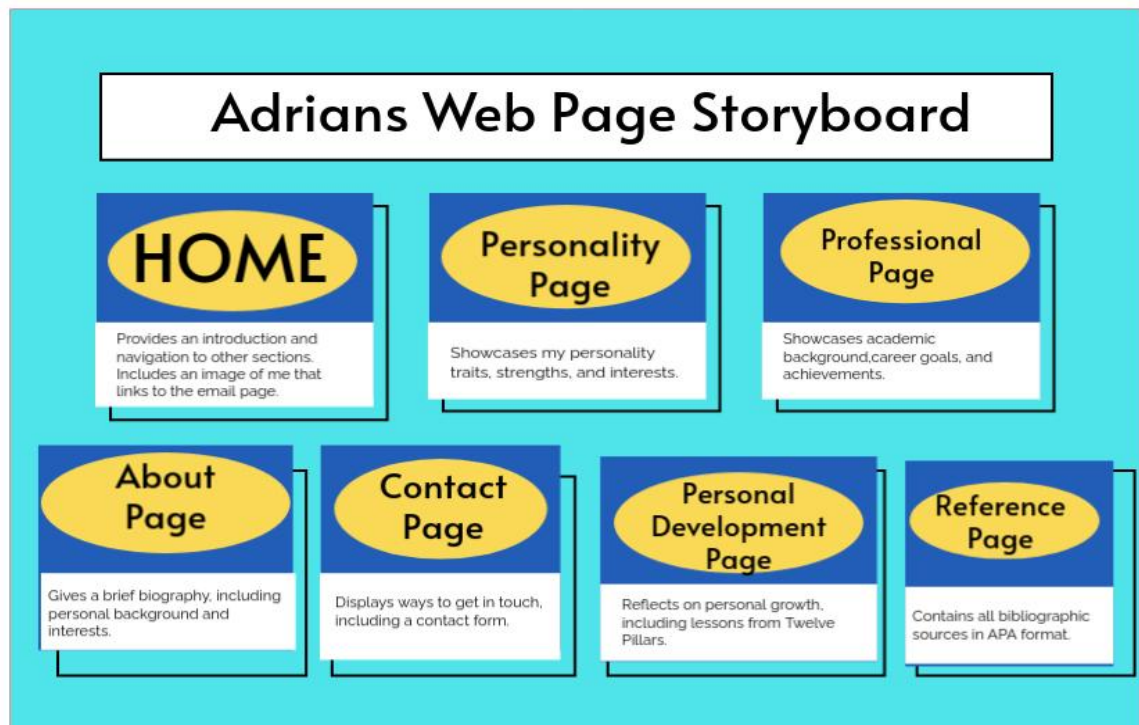 Adrians Web Page Storyboard
HOME
Provides an introduction and
navigation to other sections.
Includes an image of me that
links to the email page.
Personality
Page
Showcases my personality
traits, strengths, and interests.
Professional
Page
Showcases academic
background,career goals, and
achievements.
About
Page
Gives a brief biography, including
personal background and
interests.
Contact
Page
Displays ways to get in touch,
including a contact form.
Personal
Development
Page
Reflects on personal growth,
including lessons from Twelve
Pillars.
Reference
Page
Contains all bibliographic
sources in APA format.